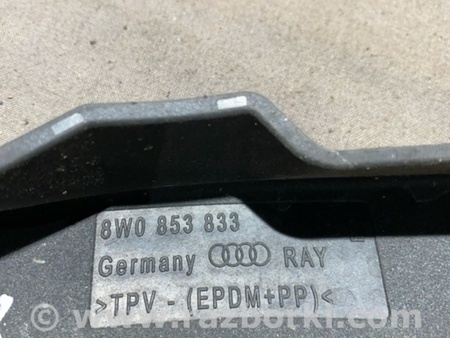 8W0 853 833
Germany RAY
>TPV - (EPDM+PP)<
www.razborki.com